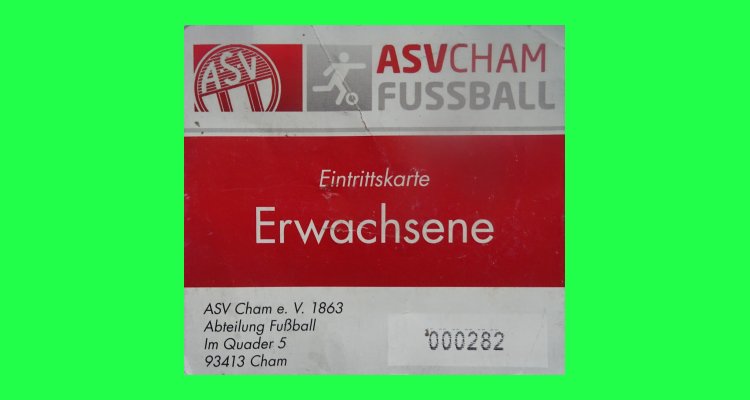 ASV
ASVCHAM
FUSSBALL
Eintrittskarte
Erwachsene
ASV Cham e. V. 1863
Abteilung Fußball
Im Quader 5
93413 Cham
000282